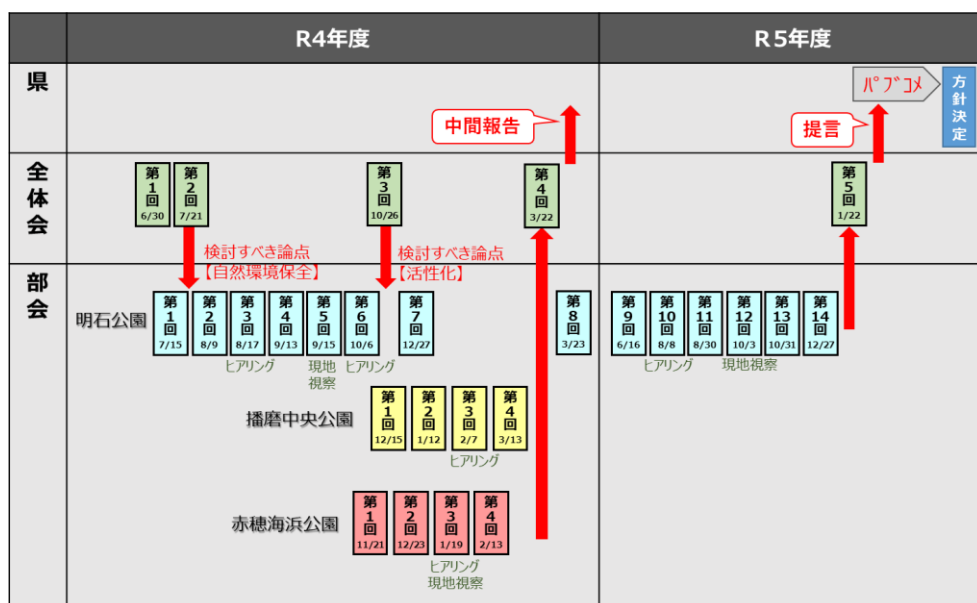 R4年度
R5年度
県
パブコメ
方針決定
中間報告
提言
全体会
第1回 6/30
第2回 7/21
第3回 10/26
第4回 3/22
第5回 1/22
検討すべき論点
【自然環境保全】
検討すべき論点
【活性化】
部会
明石公園
第1回 7/15
第2回 8/9
第3回 8/17
第4回 9/13
第5回 9/15
第6回 10/6
第7回 12/27
第8回 3/23
第9回 6/16
第10回 8/8
第11回 8/30
第12回 10/3
第13回 10/31
第14回 12/27
ヒアリング
現地
視察
ヒアリング
ヒアリング
現地視察
播磨中央公園
第1回 12/15
第2回 1/12
第3回 2/7
第4回 3/13
ヒアリング
赤穂海浜公園
第1回 11/21
第2回 12/23
第3回 1/19
第4回 2/13
ヒアリング
現地視察